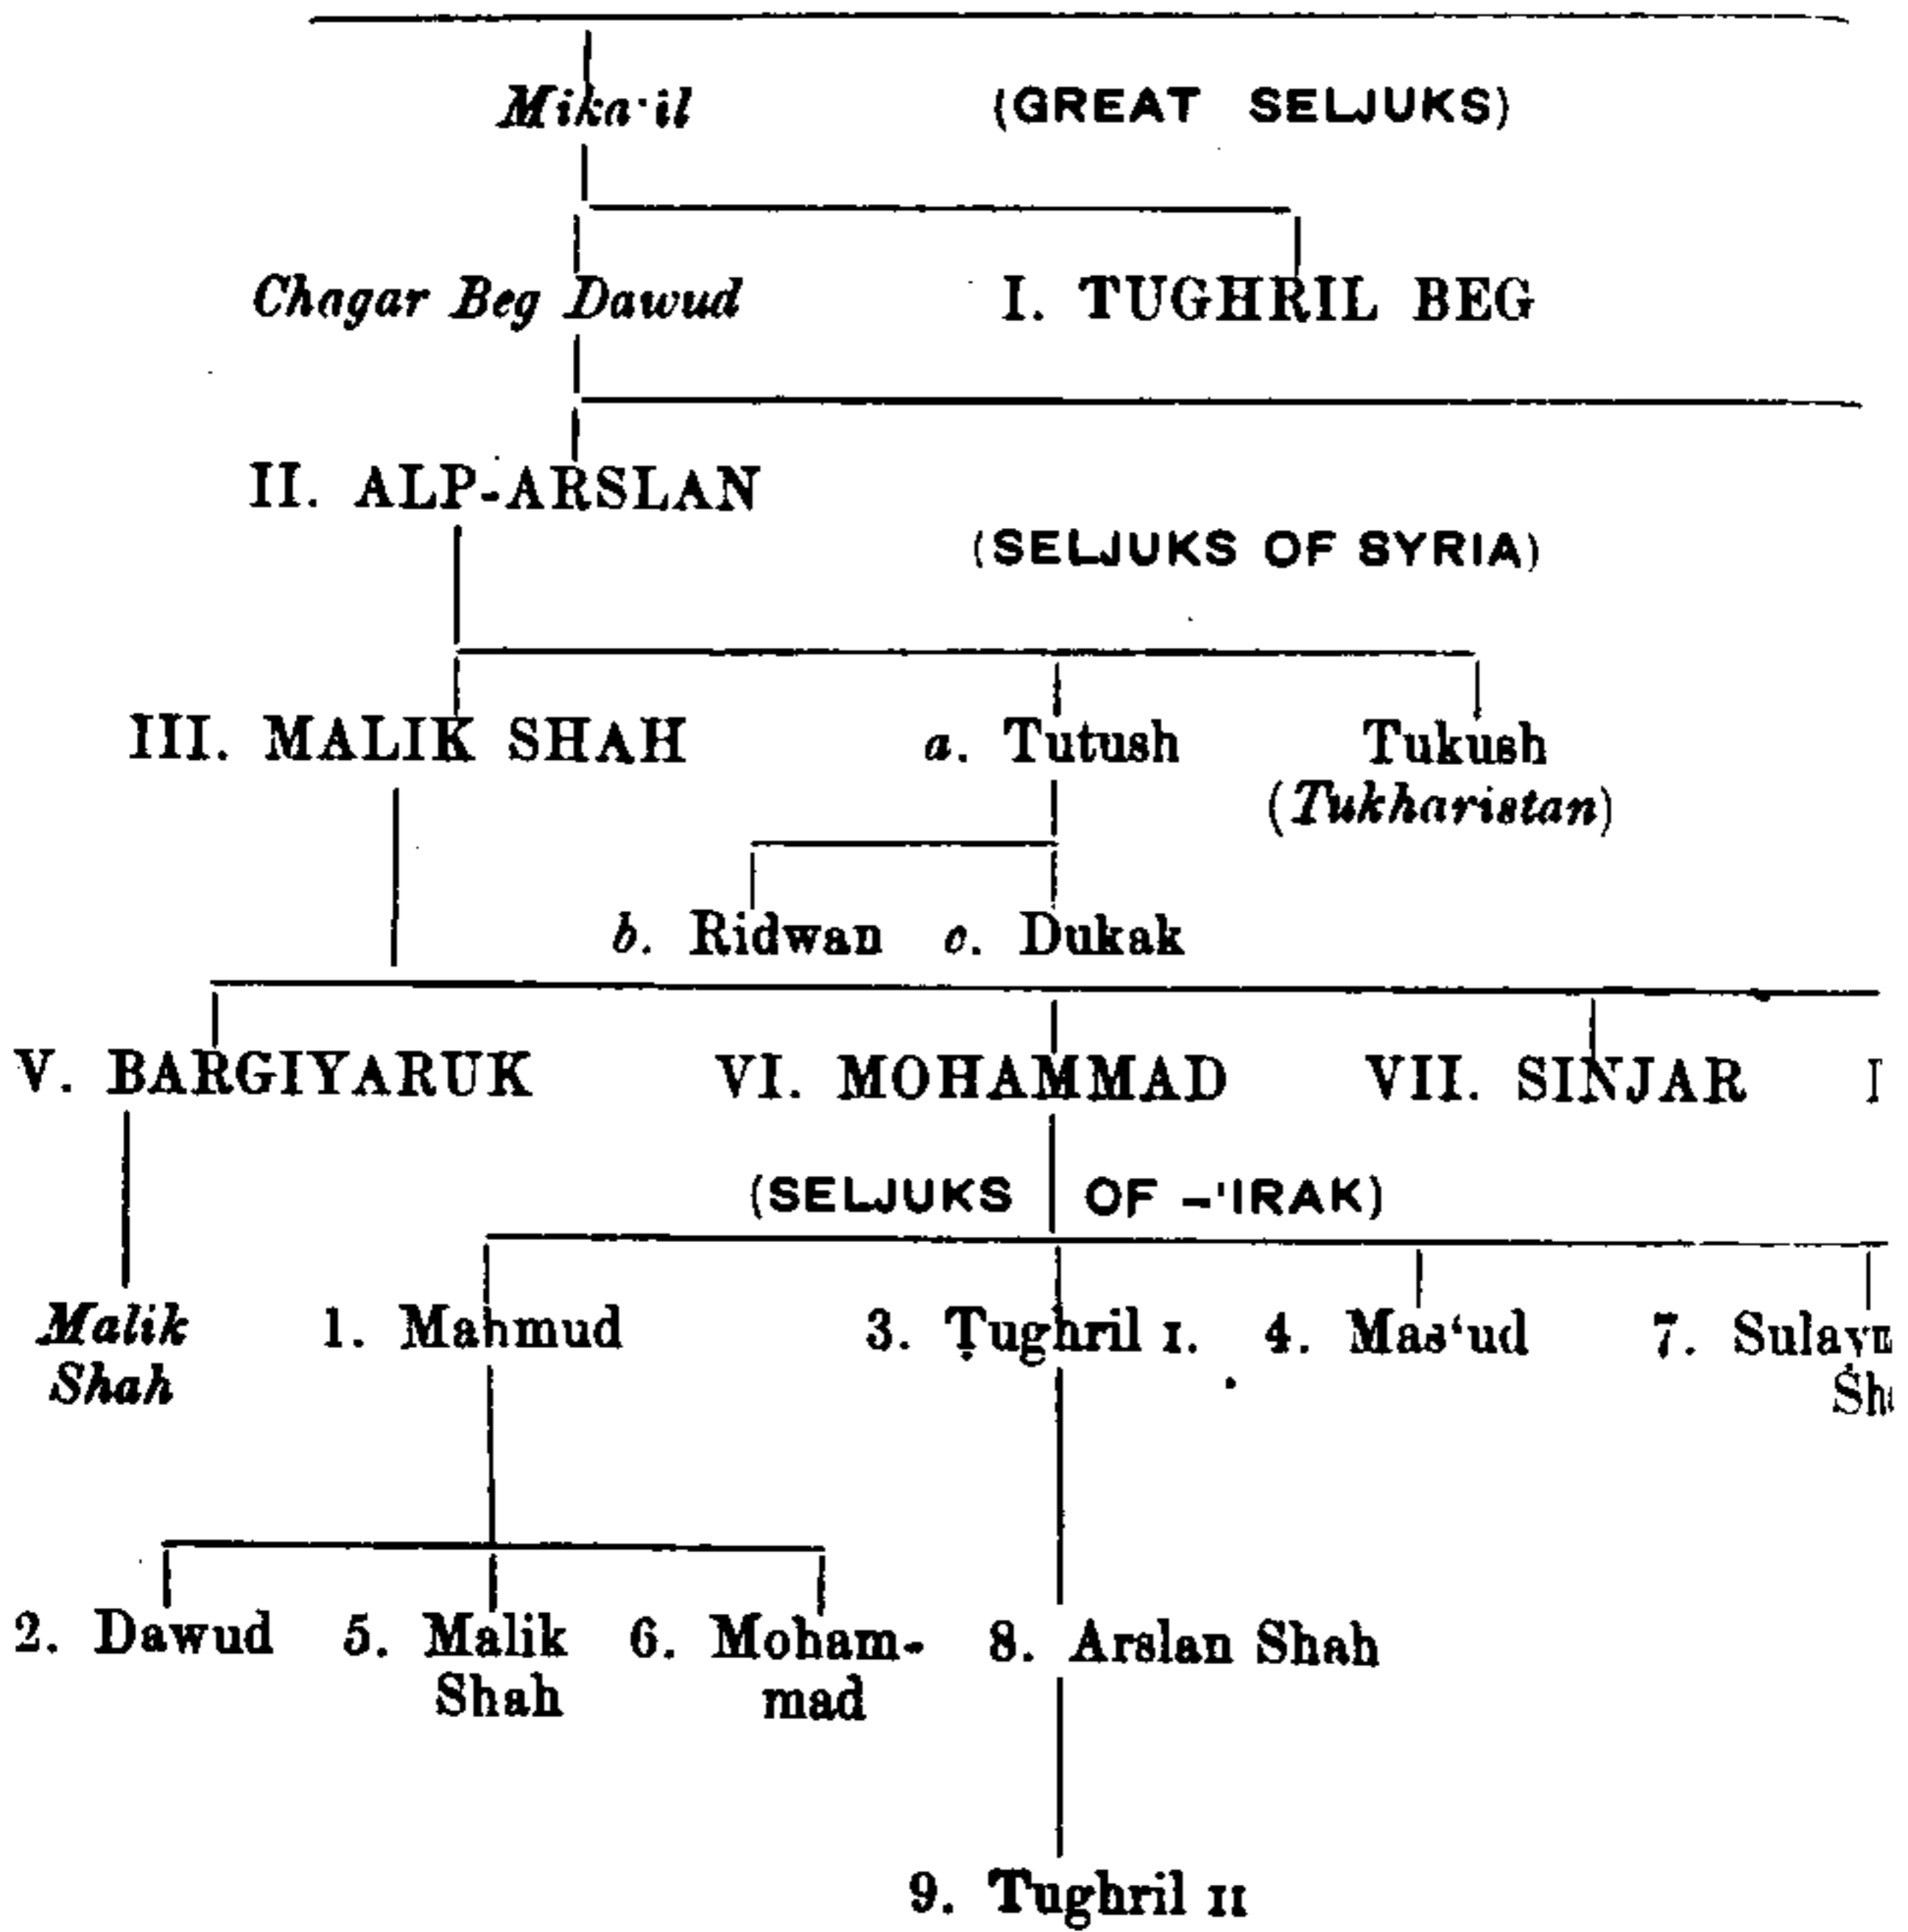 Mika'il (GREAT SELJUKS)
Chagar Beg Dawud I. TUGHRIL BEG
II. ALP-ARSLAN
(SELJUKS OF SYRIA)
III. MALIK SHAH a. Tutush Tukush
(Tukharistan)
b. Ridwan c. Dukak
V. BARGIYARUK VI. MOHAMMAD VII. SINJAR
(SELJUKS OF -'IRAK)
Malik 1. Mahmud 3. Ṭughril I. 4. Mas‘ud 7.
Shah
2. Dawud 5. Malik 6. Moham- 8. Arslan Shah
Shah mad
9. Tughril II